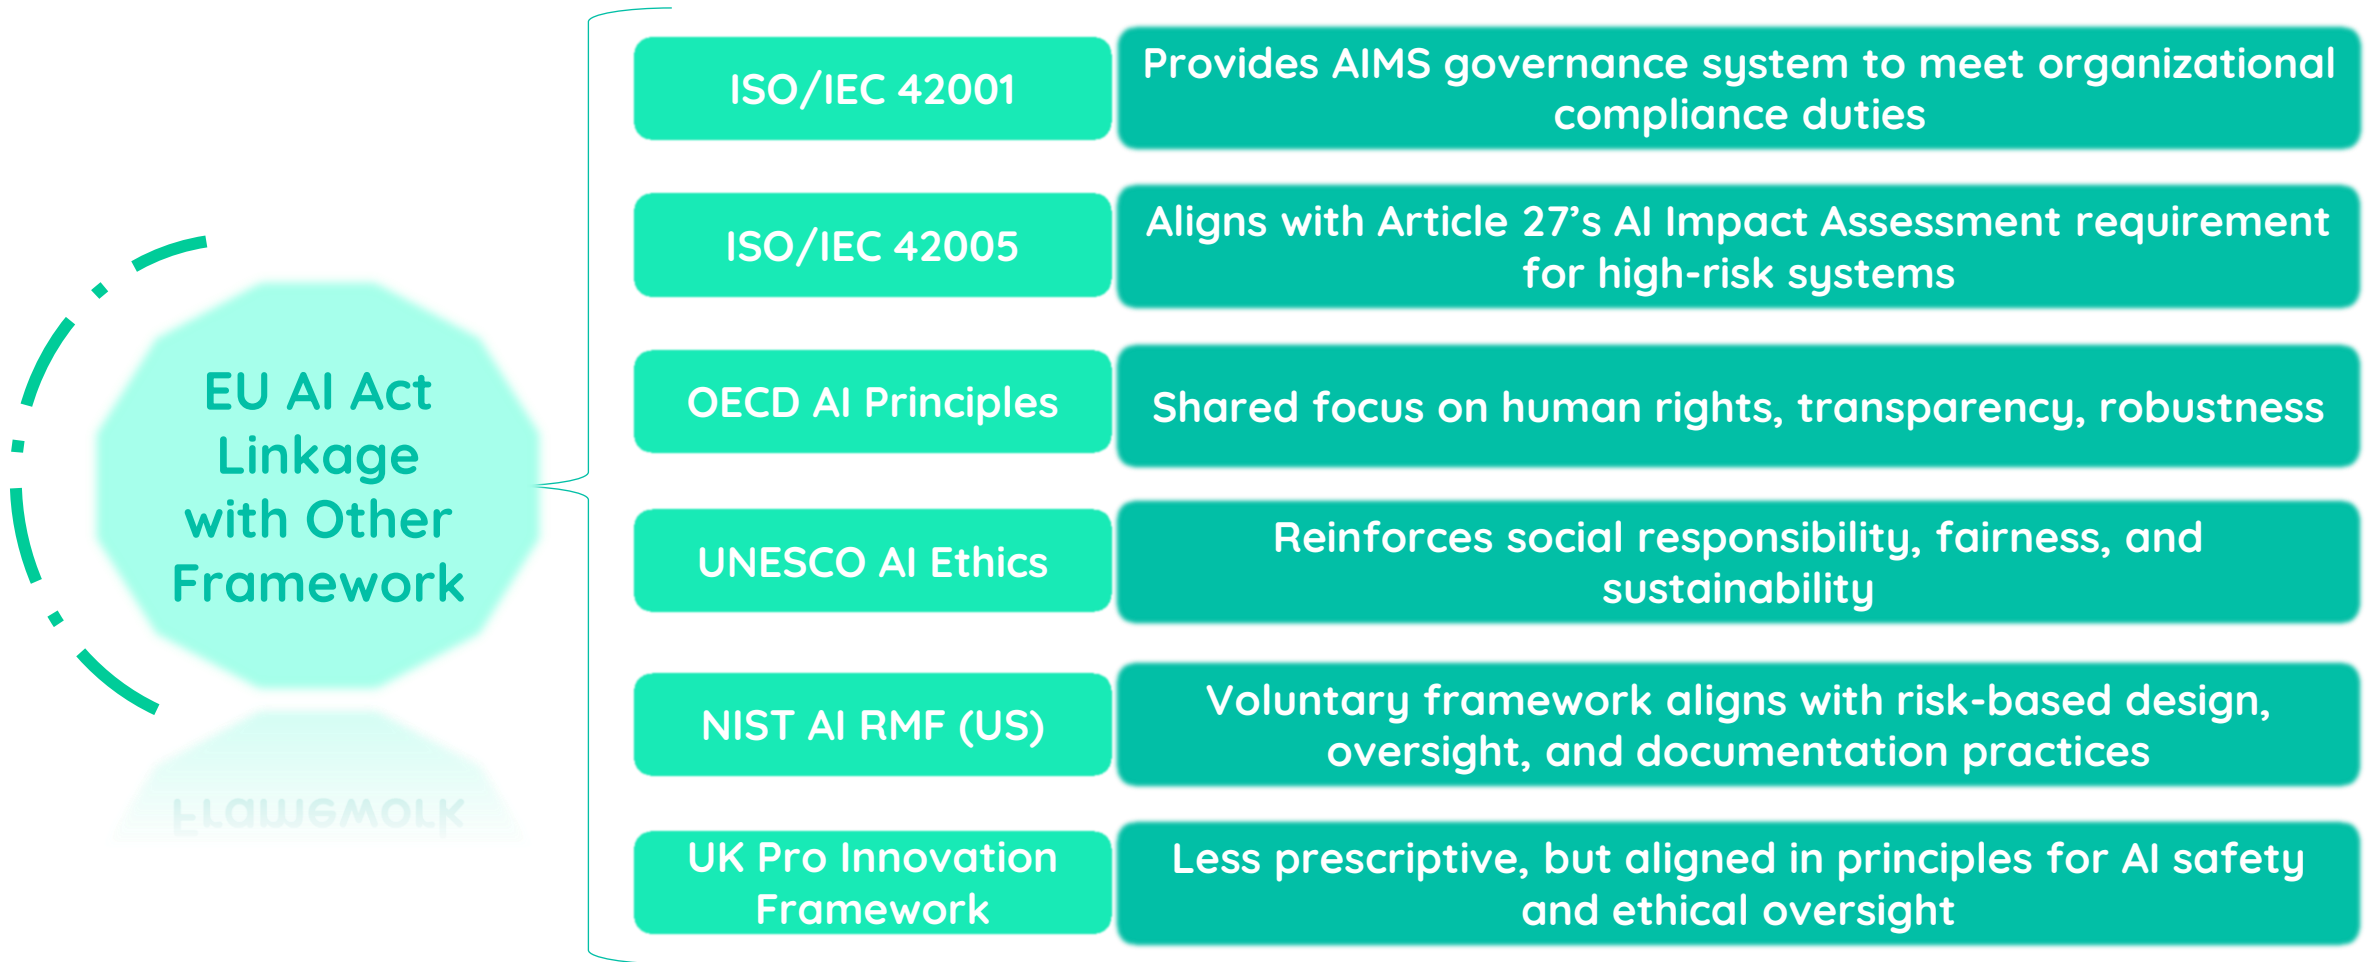 EU AI Act
Linkage
with Other
Framework
ISO/IEC 42001
Provides AIMS governance system to meet organizational
compliance duties
ISO/IEC 42005
Aligns with Article 27’s AI Impact Assessment requirement
for high-risk systems
OECD AI Principles
Shared focus on human rights, transparency, robustness
UNESCO AI Ethics
Reinforces social responsibility, fairness, and
sustainability
NIST AI RMF (US)
Voluntary framework aligns with risk-based design,
oversight, and documentation practices
UK Pro Innovation
Framework
Less prescriptive, but aligned in principles for AI safety
and ethical oversight